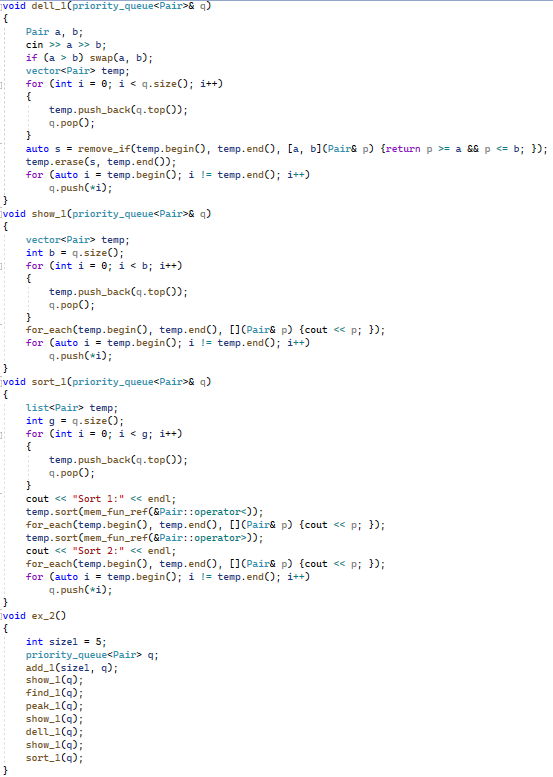 void dell_1(priority_queue<Pair>& q)
{
    Pair a, b;
    cin >> a >> b;
    if (a > b) swap(a, b);
    vector<Pair> temp;
    for (int i = 0; i < q.size(); i++)
    {
        temp.push_back(q.top());
        q.pop();
    }
    auto s = remove_if(temp.begin(), temp.end(), [a, b](Pair& p) {return p >= a && p <= b; });
    temp.erase(s, temp.end());
    for (auto i = temp.begin(); i != temp.end(); i++)
        q.push(*i);
}
void show_1(priority_queue<Pair>& q)
{
    vector<Pair> temp;
    int b = q.size();
    for (int i = 0; i < b; i++)
    {
        temp.push_back(q.top());
        q.pop();
    }
    for_each(temp.begin(), temp.end(), [](Pair& p) {cout << p; });
    for (auto i = temp.begin(); i != temp.end(); i++)
        q.push(*i);
}
void sort_1(priority_queue<Pair>& q)
{
    list<Pair> temp;
    int g = q.size();
    for (int i = 0; i < g; i++)
    {
        temp.push_back(q.top());
        q.pop();
    }
    cout << "Sort 1:" << endl;
    temp.sort(mem_fun_ref(&Pair::operator<));
    for_each(temp.begin(), temp.end(), [](Pair& p) {cout << p; });
    temp.sort(mem_fun_ref(&Pair::operator>));
    cout << "Sort 2:" << endl;
    for_each(temp.begin(), temp.end(), [](Pair& p) {cout << p; });
    for (auto i = temp.begin(); i != temp.end(); i++)
        q.push(*i);
}
void ex_2()
{
    int size1 = 5;
    priority_queue<Pair> q;
    add_1(size1, q);
    show_1(q);
    find_1(q);
    peak_1(q);
    show_1(q);
    dell_1(q);
    show_1(q);
    sort_1(q);
}